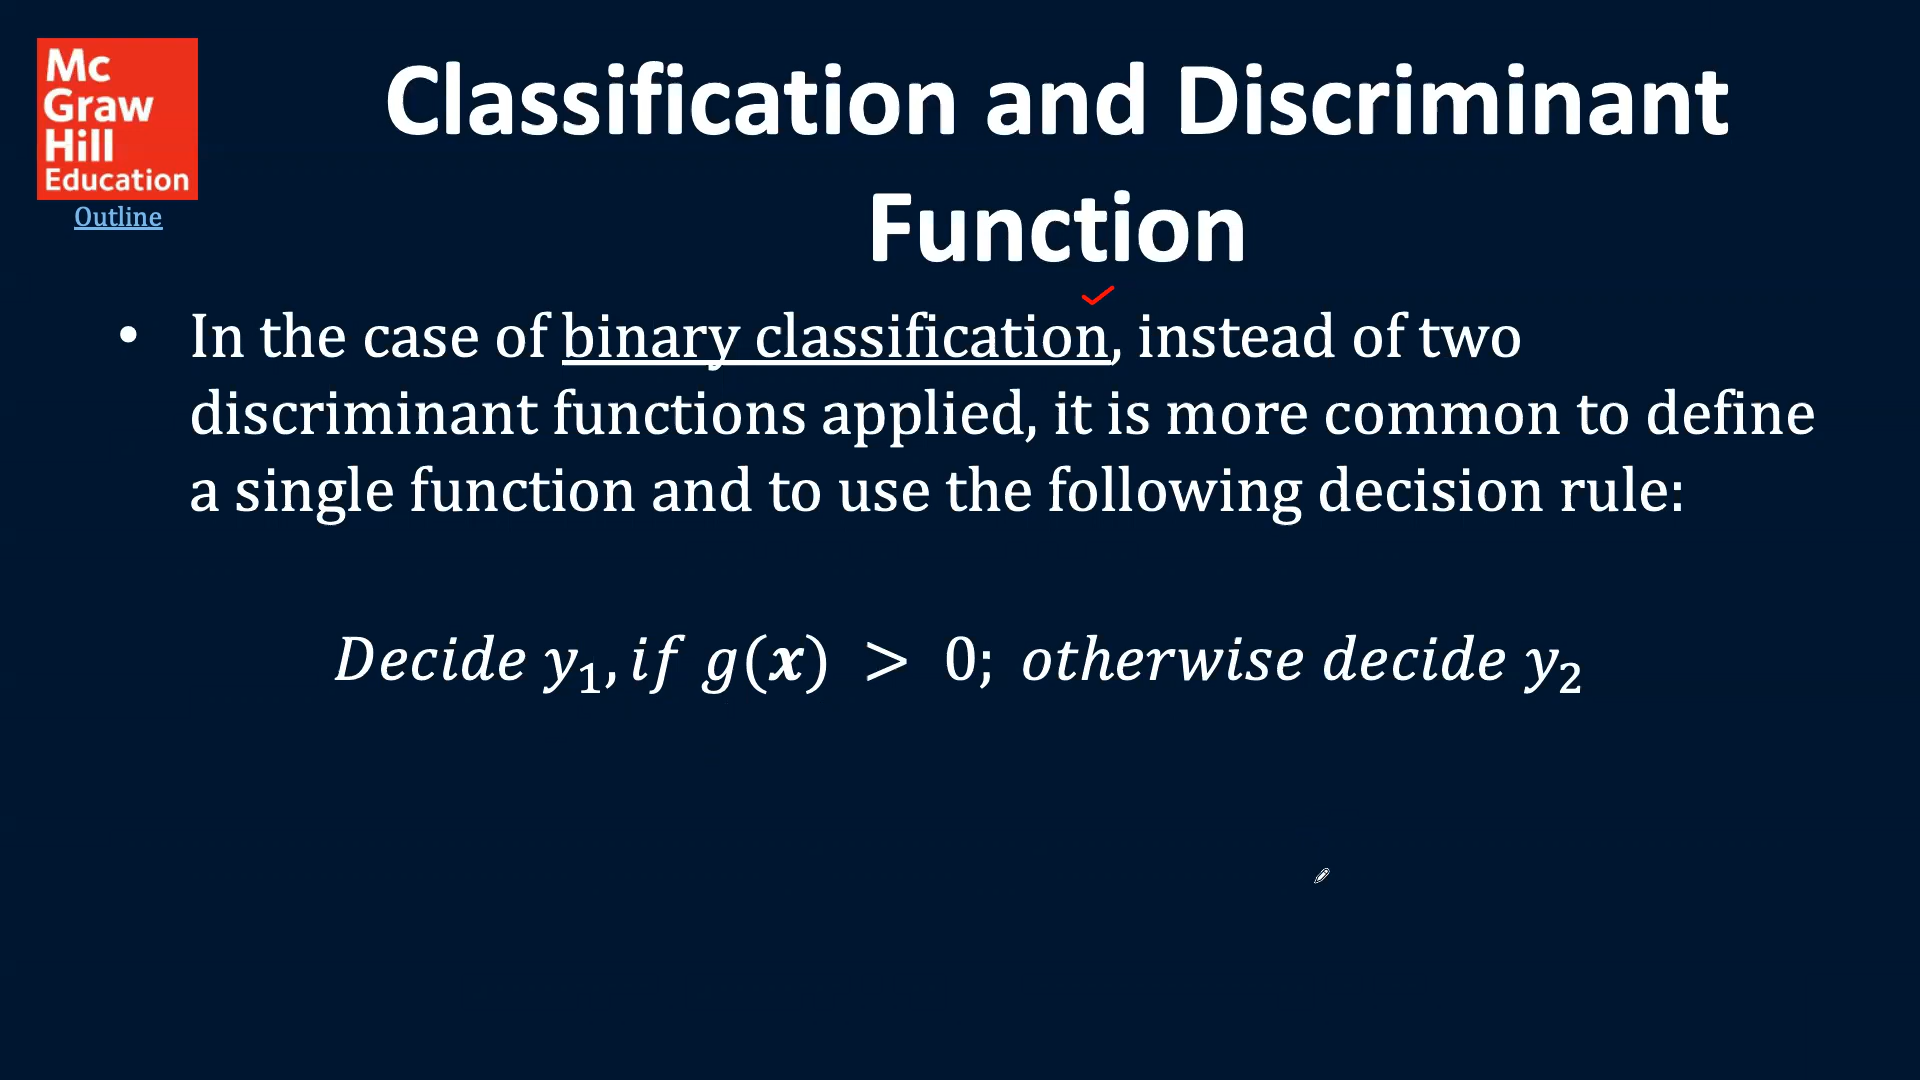 Mc
Graw
Hill
Education
Outline
Classification and Discriminant
Function
• In the case of binary classification, instead of two
discriminant functions applied, it is more common to define
a single function and to use the following decision rule:
Decide y₁, if g(x) > 0; otherwise decide y₂